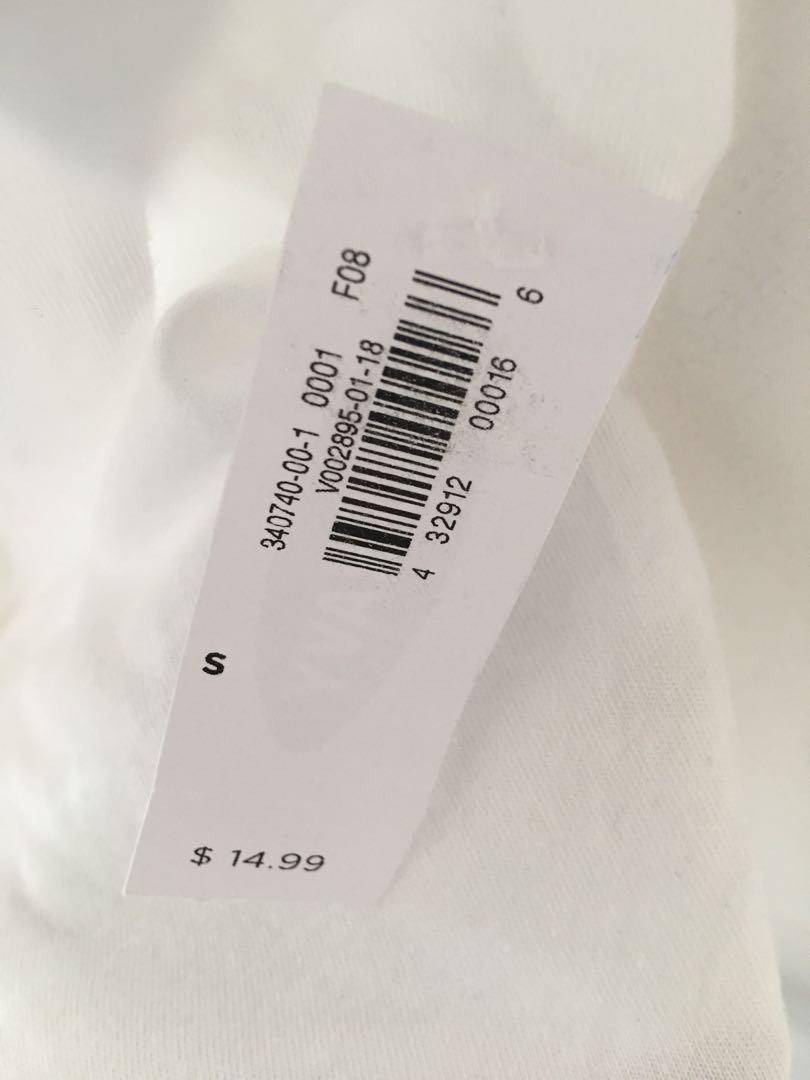 340740-00-1 0001 F08
V002895-01-18
4 32912 00016 6
S
$ 14.99